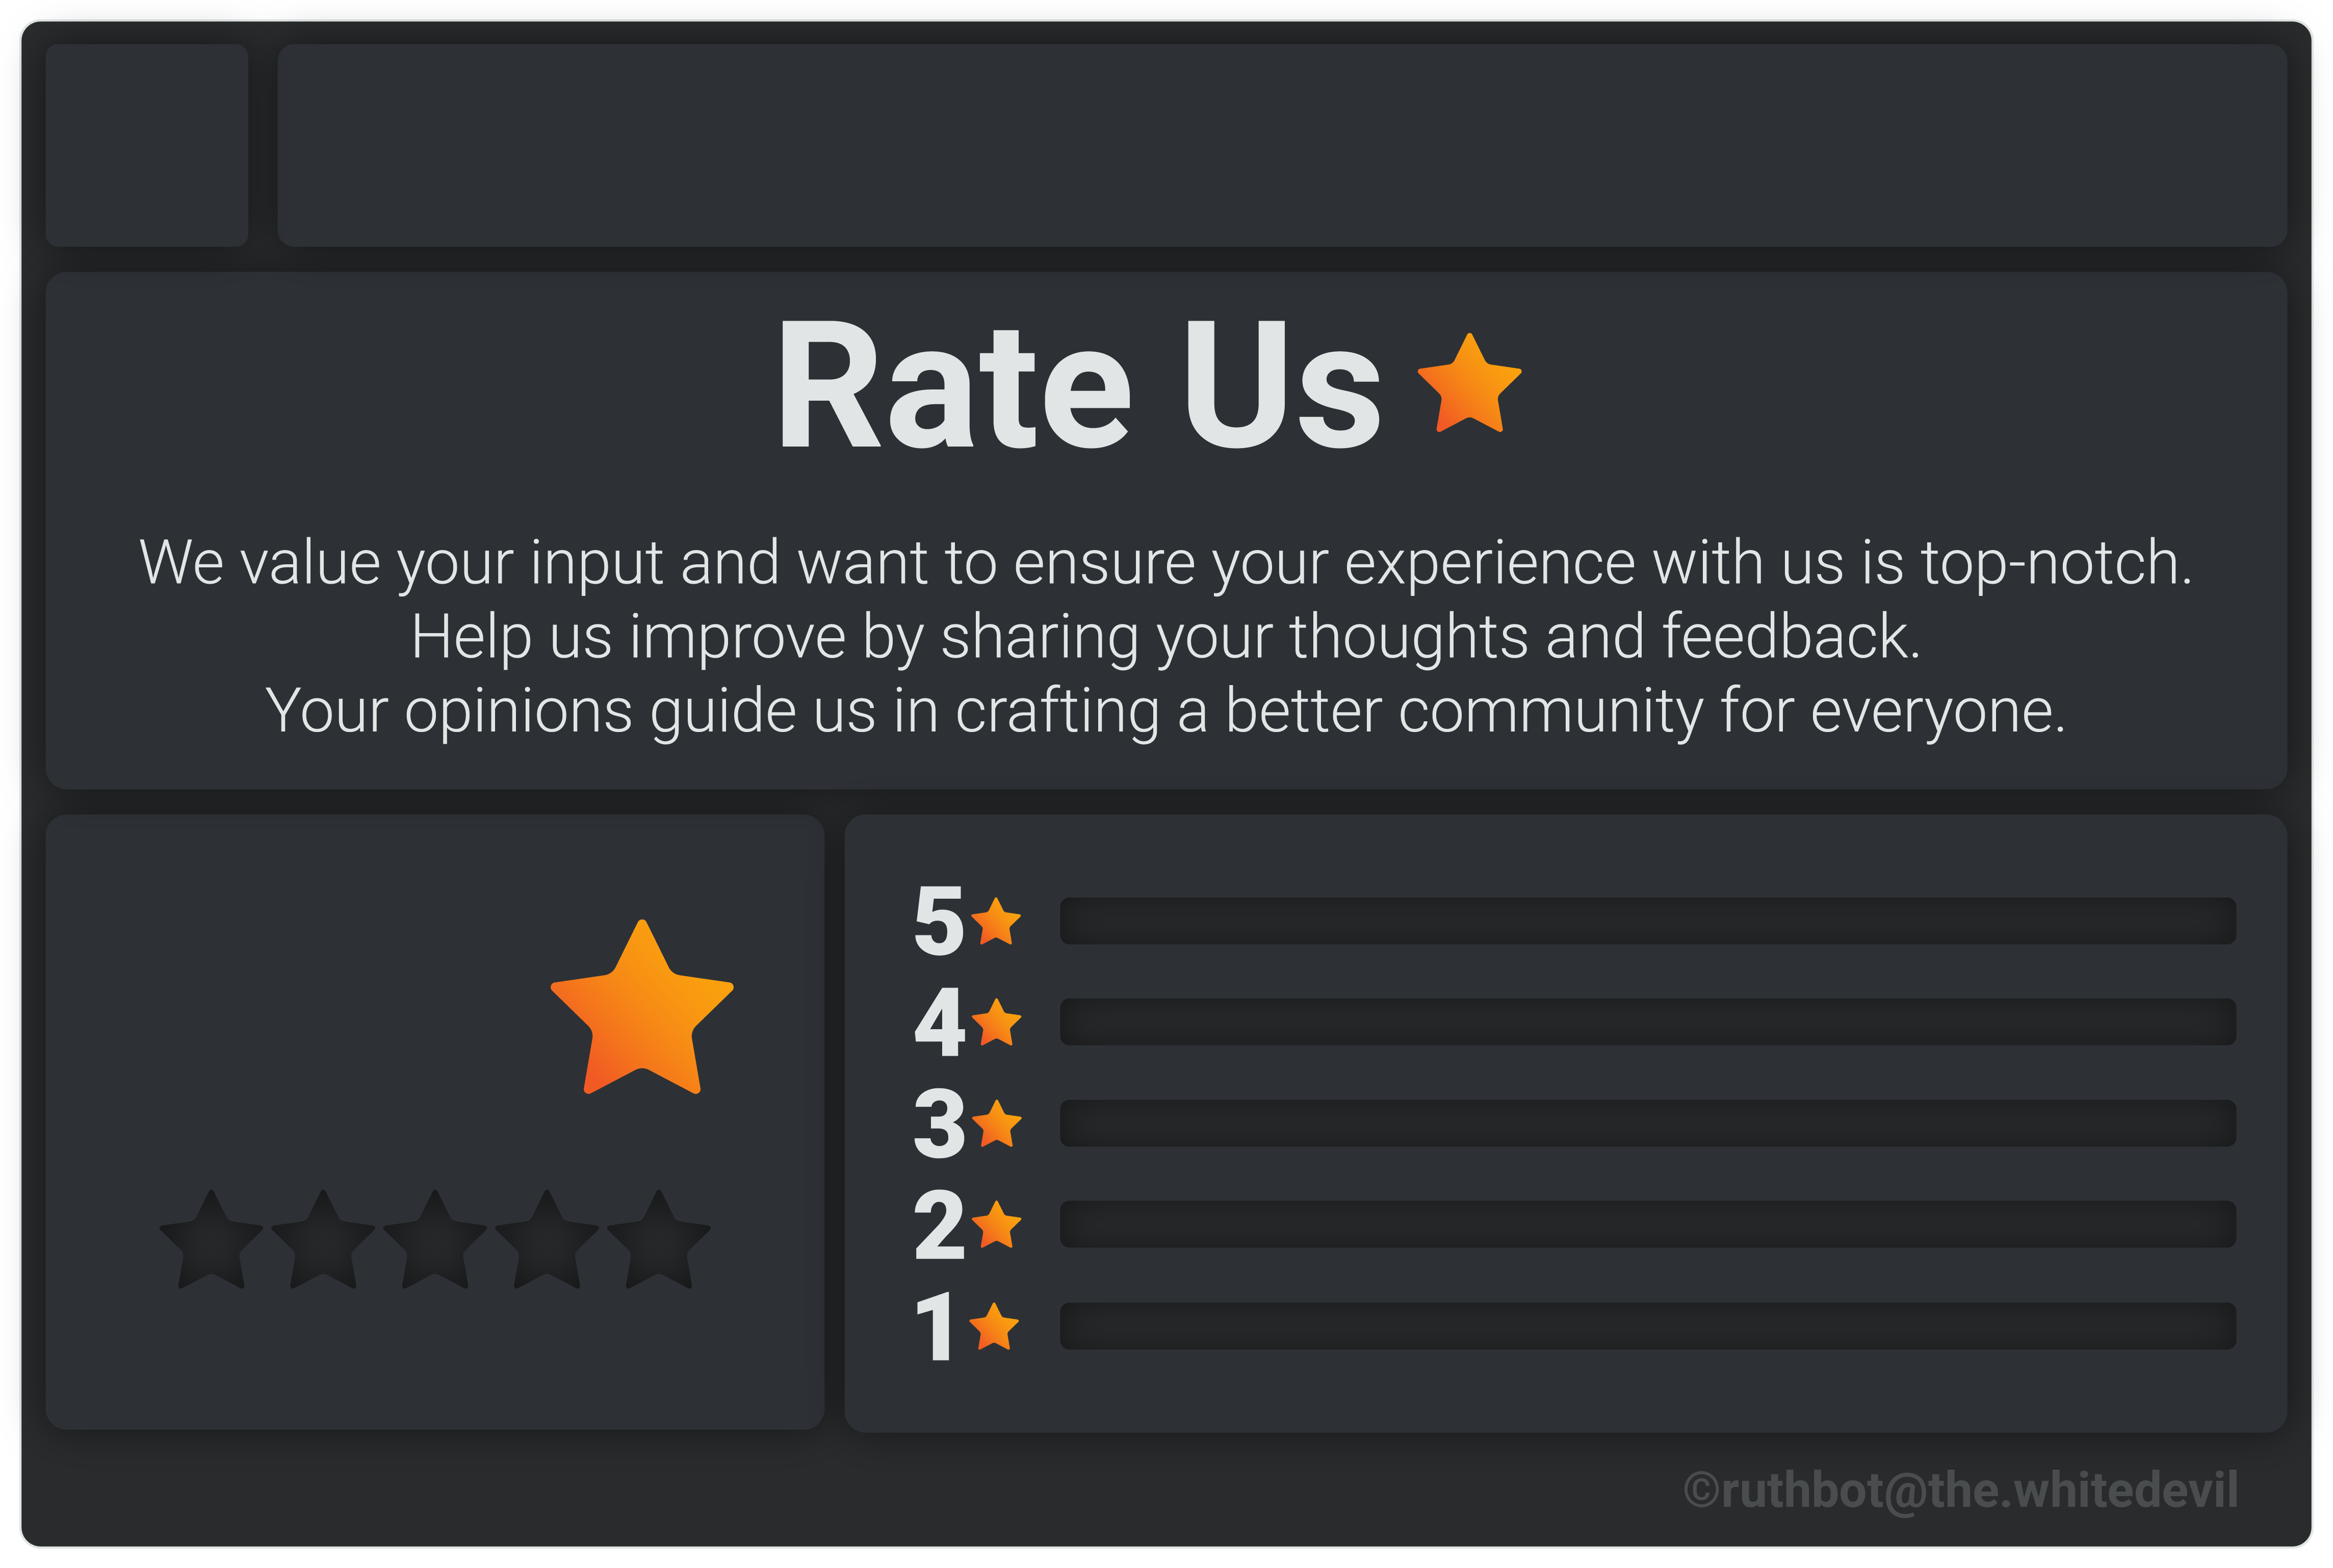 Rate Us
We value your input and want to ensure your experience with us is top-notch.
Help us improve by sharing your thoughts and feedback.
Your opinions guide us in crafting a better community for everyone.
5
4
3
2
1
©ruthbot@the.whitedevil